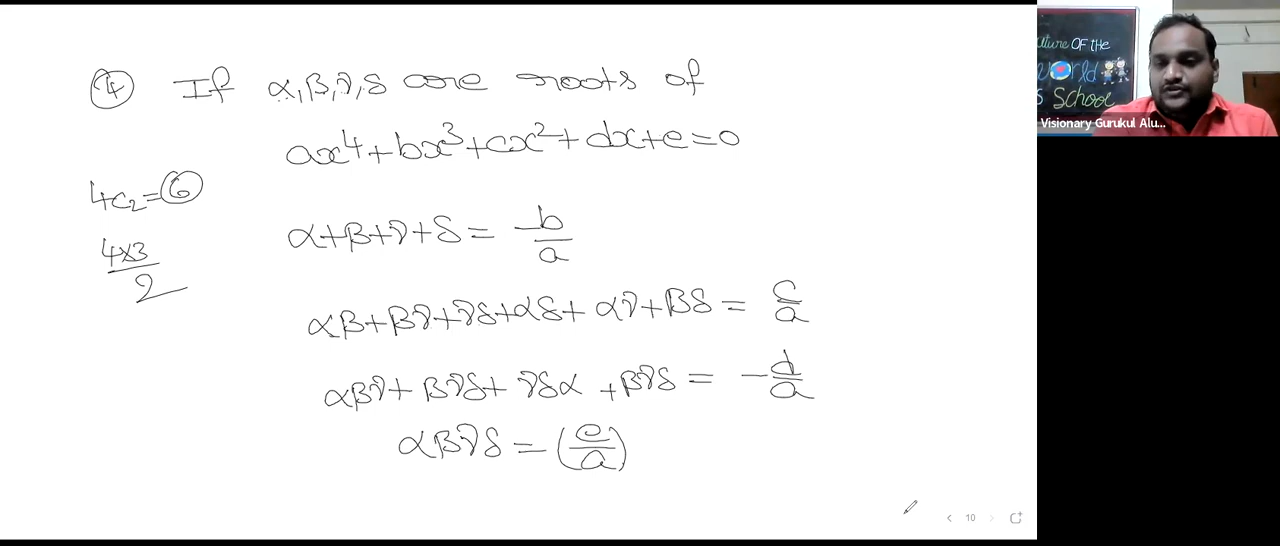 ④ If α,β,γ,δ are roots of
ax⁴+bx³+cx²+dx+e=0
4c₂=⑥
4×3/2
α+β+γ+δ = -b/a
αβ+βγ+γδ+αδ+αγ+βδ = c/a
αβγ+βγδ+γδα+βγδ = -d/a
αβγδ = (e/a)
10
ature OF the
world
S School
Visionary Gurukul Alu...